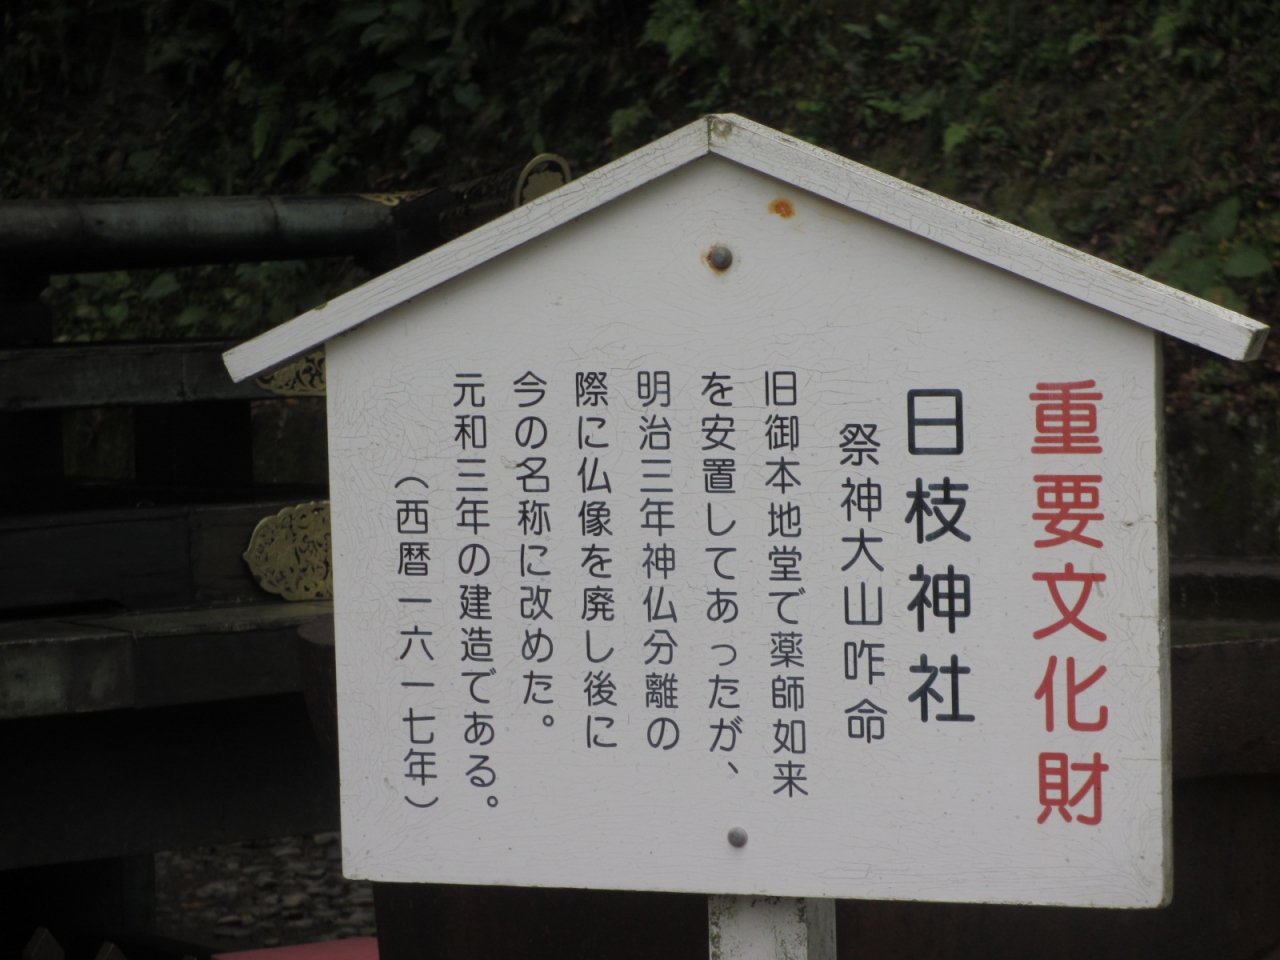 重要文化財
日枝神社
祭神大山咋命
旧御本地堂で薬師如来
を安置してあったが、
明治三年神仏分離の
際に仏像を廃し後に
今の名称に改めた。
元和三年の建造である。
（西暦一六一七年）